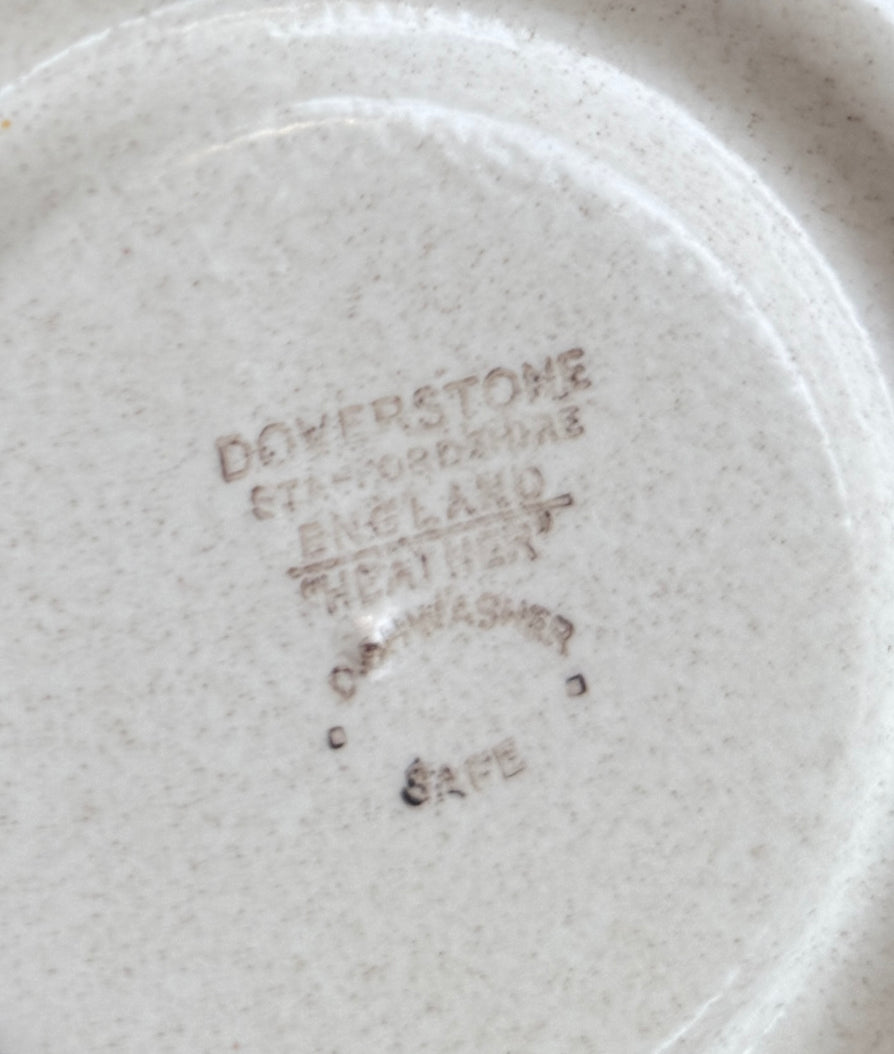 DOVERSTONE
STAFFORDSHIRE
ENGLAND
"HEATHER"
DISHWASHER
SAFE